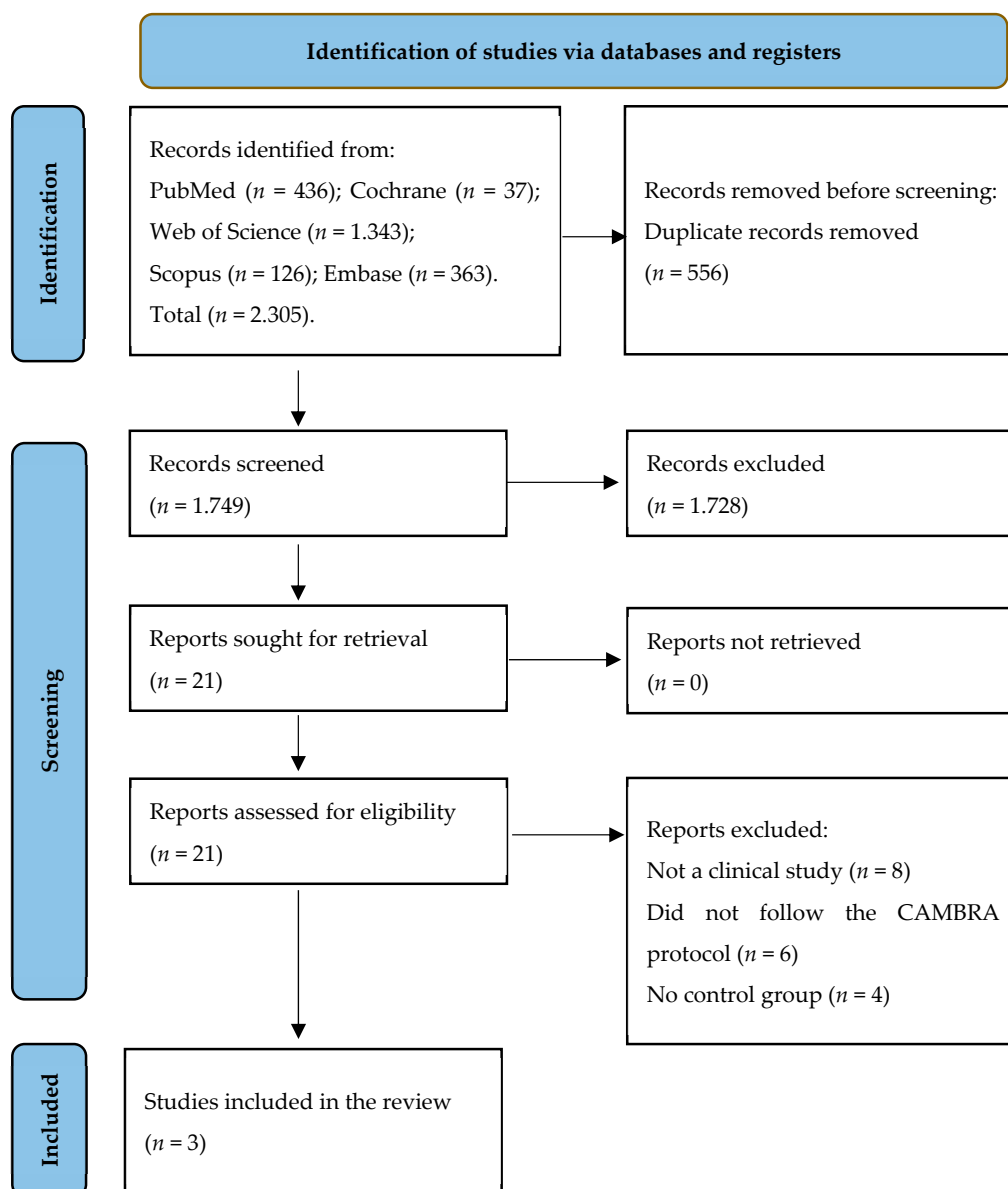 Identification of studies via databases and registers
Identification
Records identified from:
PubMed (n = 436); Cochrane (n = 37);
Web of Science (n = 1.343);
Scopus (n = 126); Embase (n = 363).
Total (n = 2.305).
Records removed before screening:
Duplicate records removed
(n = 556)
Screening
Records screened
(n = 1.749)
Records excluded
(n = 1.728)
Reports sought for retrieval
(n = 21)
Reports not retrieved
(n = 0)
Reports assessed for eligibility
(n = 21)
Reports excluded:
Not a clinical study (n = 8)
Did not follow the CAMBRA
protocol (n = 6)
No control group (n = 4)
Included
Studies included in the review
(n = 3)